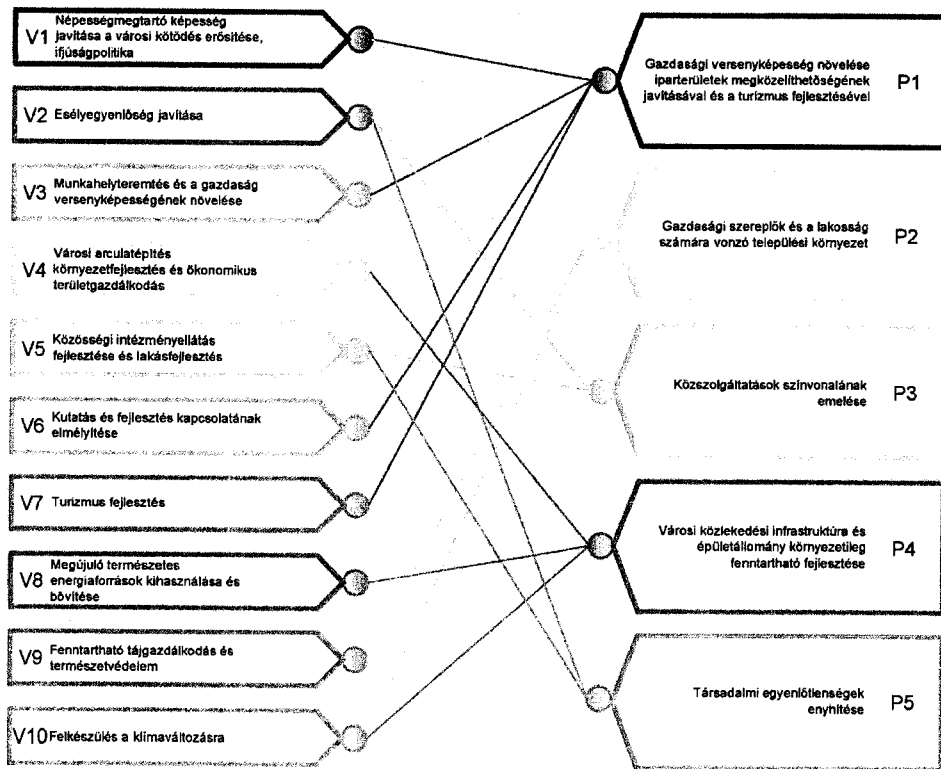 V1
Népességmegtartó képesség
javítása a városi kötődés erősítése,
ifjúságpolitika
V2
Esélyegyenlőség javítása
V3
Munkahelyteremtés és a gazdaság
versenyképességének növelése
V4
Városi arculatépítés
környezetfejlesztés és ökonomikus
területgazdálkodás
V5
Közösségi intézményellátás
fejlesztése és lakásfejlesztés
V6
Kutatás és fejlesztés kapcsolatának
elmélyítése
V7
Turizmus fejlesztés
V8
Megújuló természetes
energiaforrások kihasználása és
bővítése
V9
Fenntartható tájgazdálkodás és
természetvédelem
V10
Felkészülés a klímaváltozásra
Gazdasági versenyképesség növelése
iparterületek megközelíthetőségének
javításával és a turizmus fejlesztésével
P1
Gazdasági szereplők és a lakosság
számára vonzó települési környezet
P2
Közszolgáltatások színvonalának
emelése
P3
Városi közlekedési infrastruktúra és
épületállomány környezetileg
fenntartható fejlesztése
P4
Társadalmi egyenlőtlenségek
enyhítése
P5